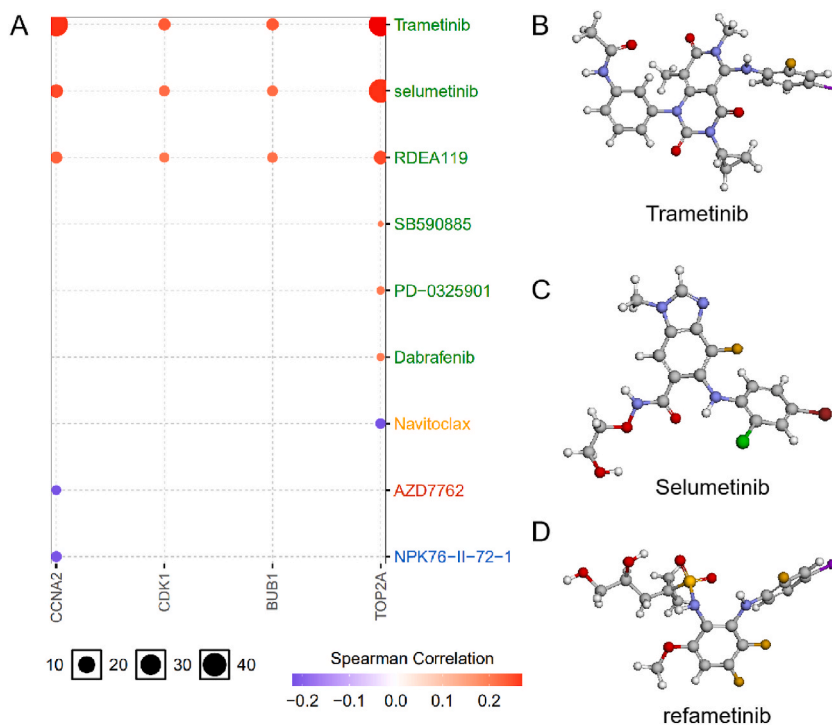 A
Trametinib
selumetinib
RDEA119
SB590885
PD−0325901
Dabrafenib
Navitoclax
AZD7762
NPK76−II−72−1
CCNA2
CDK1
BUB1
TOP2A
10 20 30 40
Spearman Correlation
−0.2 −0.1 0.0 0.1 0.2
B
Trametinib
C
Selumetinib
D
refametinib